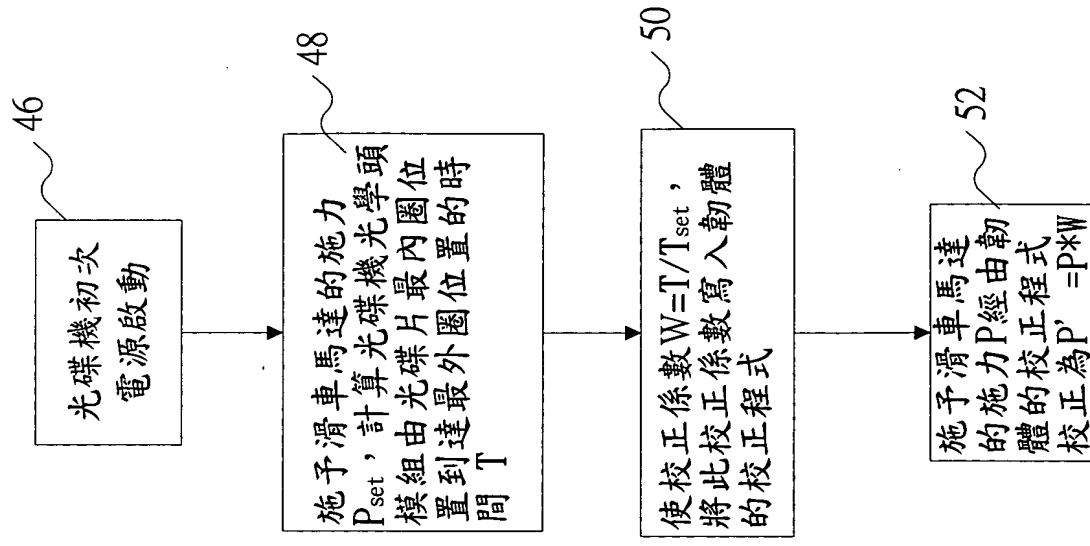 46
光碟機初次
電源啟動
48
施予滑車馬達的施力
Pset，計算光碟機光學頭
模組由光碟片最內圈位
置到達最外圈位置的時
間 T
50
使校正係數W=T/Tset，
將此校正係數寫入韌體
的校正程式
52
施予滑車馬達
的施力P經由韌
體的校正程式
校正為P' =P*W